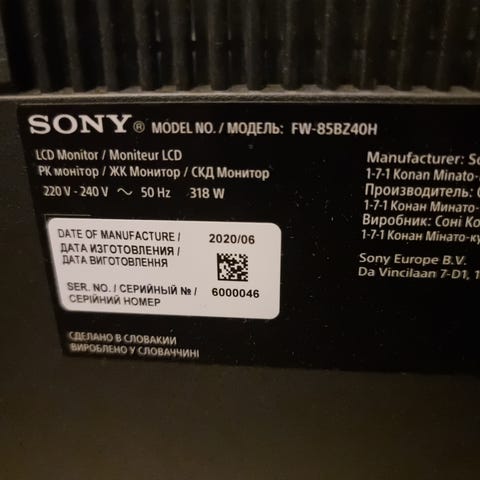 SONY® MODEL NO. / МОДЕЛЬ: FW-85BZ40H
LCD Monitor / Moniteur LCD
РК монітор / ЖК Монитор / СКД Монитор
220 V - 240 V ~ 50 Hz 318 W
DATE OF MANUFACTURE / 2020/06
ДАТА ИЗГОТОВЛЕНИЯ /
ДАТА ВИГОТОВЛЕННЯ
SER. NO. / СЕРИЙНЫЙ № / 6000046
СЕРІЙНИЙ НОМЕР
СДЕЛАНО В СЛОВАКИИ
ВИРОБЛЕНО У СЛОВАЧЧИНІ
Manufacturer: So
1-7-1 Konan Minato-
Производитель:
1-7-1 Конан Минато-
Виробник: Соні Ко
1-7-1 Конан Мінато-ку
Sony Europe B.V.
Da Vincilaan 7-D1, 1